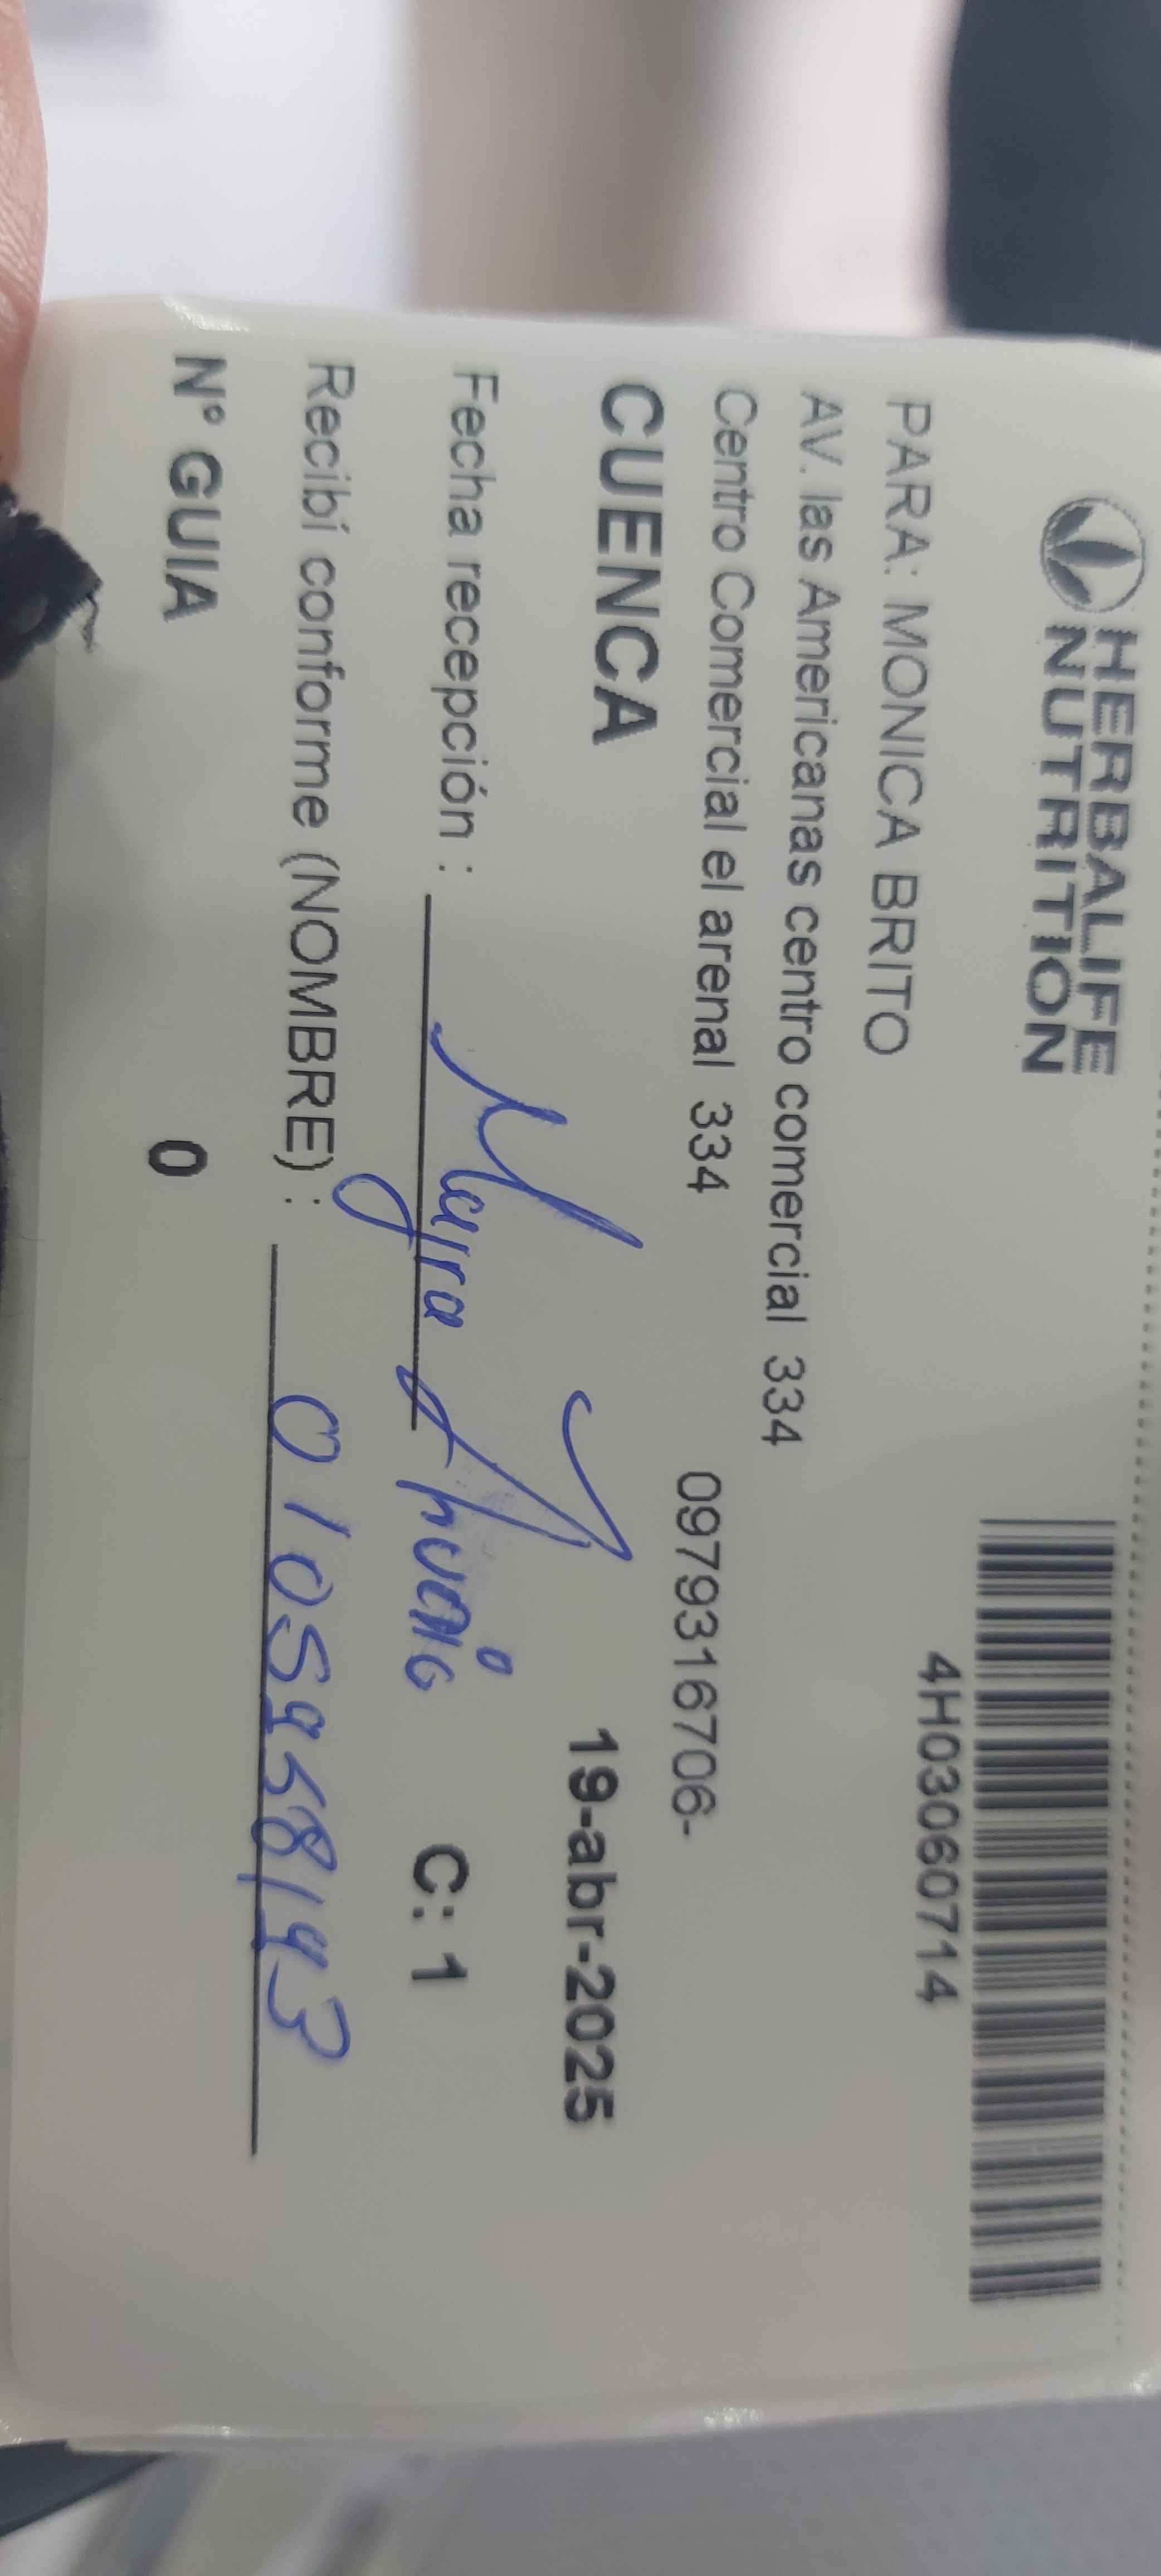 HERBALIFE
NUTRITION
4H03060714
PARA: MONICA BRITO
AV. las Americanas centro comercial 334
Centro Comercial el arenal 334 0979316706-
CUENCA 19-abr-2025
Fecha recepción : Mayra C: 1
Recibí conforme (NOMBRE) : 0105958193
Nº GUIA 0